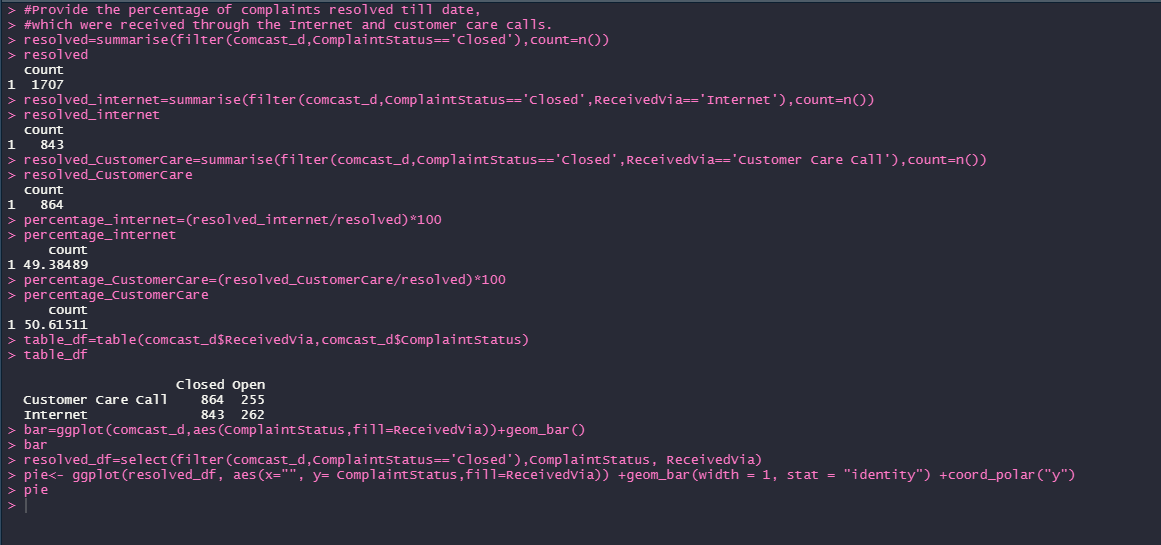 > #Provide the percentage of complaints resolved till date,
> #which were received through the Internet and customer care calls.
> resolved=summarise(filter(comcast_d,ComplaintStatus=='Closed'),count=n())
> resolved
  count
1  1707
> resolved_internet=summarise(filter(comcast_d,ComplaintStatus=='Closed',ReceivedVia=='Internet'),count=n())
> resolved_internet
  count
1   843
> resolved_CustomerCare=summarise(filter(comcast_d,ComplaintStatus=='Closed',ReceivedVia=='Customer Care Call'),count=n())
> resolved_CustomerCare
  count
1   864
> percentage_internet=(resolved_internet/resolved)*100
> percentage_internet
     count
1 49.38489
> percentage_CustomerCare=(resolved_CustomerCare/resolved)*100
> percentage_CustomerCare
     count
1 50.61511
> table_df=table(comcast_d$ReceivedVia,comcast_d$ComplaintStatus)
> table_df
                     Closed Open
  Customer Care Call    864  255
  Internet              843  262
> bar=ggplot(comcast_d,aes(ComplaintStatus,fill=ReceivedVia))+geom_bar()
> bar
> resolved_df=select(filter(comcast_d,ComplaintStatus=='Closed'),ComplaintStatus, ReceivedVia)
> pie<- ggplot(resolved_df, aes(x="", y= ComplaintStatus,fill=ReceivedVia)) +geom_bar(width = 1, stat = "identity") +coord_polar("y")
> pie
>